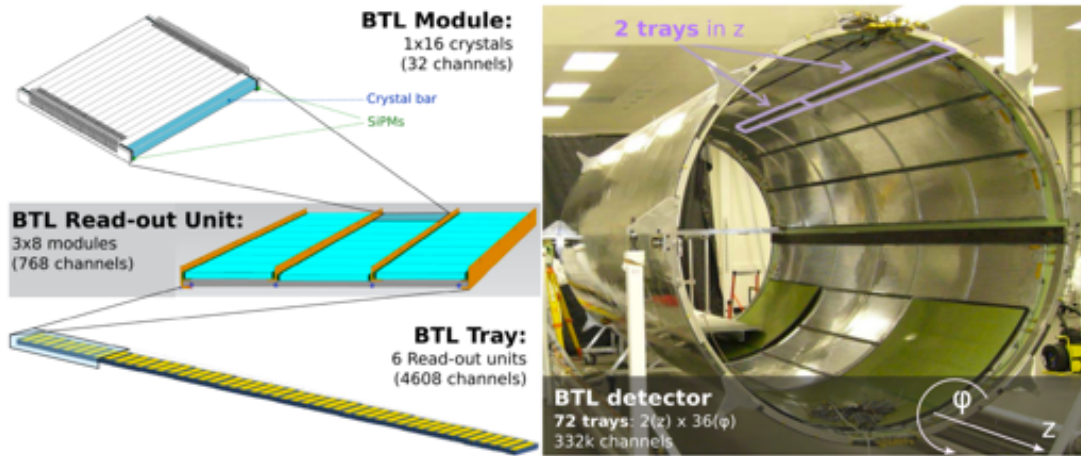 BTL Module:
1x16 crystals
(32 channels)
Crystal bar
SiPMs
BTL Read-out Unit:
3x8 modules
(768 channels)
BTL Tray:
6 Read-out units
(4608 channels)
2 trays in z
BTL detector
72 trays: 2(z) x 36(φ)
332k channels
φ
z